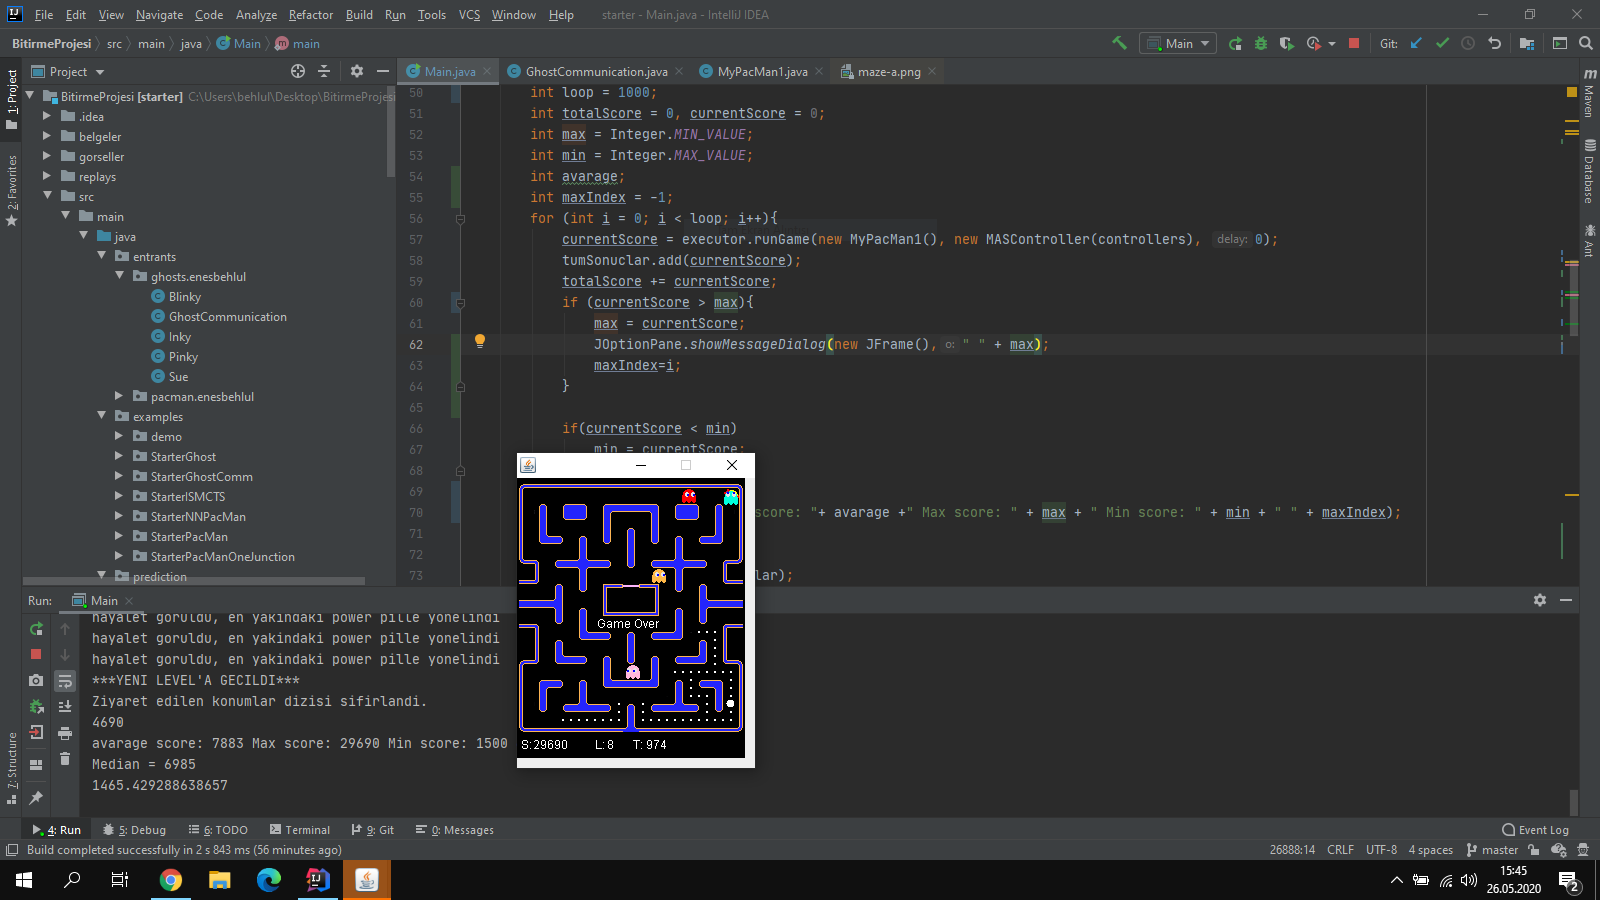 File Edit View Navigate Code Analyze Refactor Build Run Tools VCS Window Help starter - Main.java - IntelliJ IDEA
BitirmeProjesi src main java Main main
Main Git:
Project
Main.java GhostCommunication.java MyPacMan1.java maze-a.png
1: Project
2: Favorites
7: Structure
Maven
Database
Ant
BitirmeProjesi [starter] C:\Users\behlul\Desktop\BitirmeProjesi
.idea
belgeler
gorseller
replays
src
main
java
entrants
ghosts.enesbehlul
Blinky
GhostCommunication
Inky
Pinky
Sue
pacman.enesbehlul
examples
demo
StarterGhost
StarterGhostComm
StarterISMCTS
StarterNNPacMan
StarterPacMan
StarterPacManOneJunction
prediction
50 int loop = 1000;
51 int totalScore = 0, currentScore = 0;
52 int max = Integer.MIN_VALUE;
53 int min = Integer.MAX_VALUE;
54 int avarage;
55 int maxIndex = -1;
56 for (int i = 0; i < loop; i++){
57 currentScore = executor.runGame(new MyPacMan1(), new MASController(controllers), delay: 0);
58 tumSonuclar.add(currentScore);
59 totalScore += currentScore;
60 if (currentScore > max){
61 max = currentScore;
62 JOptionPane.showMessageDialog(new JFrame(), o: " " + max);
63 maxIndex=i;
64 }
65
66 if(currentScore < min)
67 min = currentScore;
68
69
70 score: "+ avarage +" Max score: " + max + " Min score: " + min + " " + maxIndex);
71
72
73 lar);
Game Over
S:29690 L: 8 T: 974
Run: Main
hayalet goruldu, en yakindaki power pille yonelindi
hayalet goruldu, en yakindaki power pille yonelindi
hayalet goruldu, en yakindaki power pille yonelindi
***YENI LEVEL'A GECILDI***
Ziyaret edilen konumlar dizisi sifirlandi.
4690
avarage score: 7883 Max score: 29690 Min score: 1500
Median = 6985
1465.429288638657
4: Run 5: Debug 6: TODO Terminal 9: Git 0: Messages Event Log
Build completed successfully in 2 s 843 ms (56 minutes ago) 26888:14 CRLF UTF-8 4 spaces master
15:45
26.05.2020
2